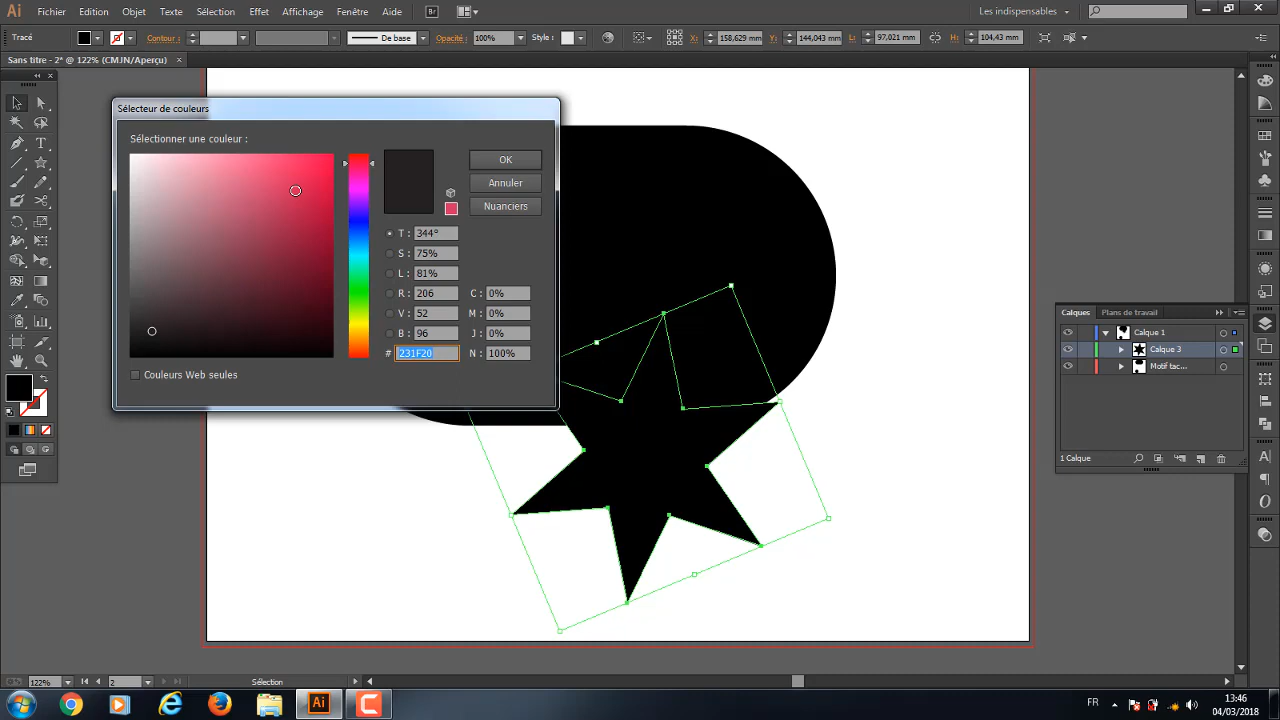 Ai Fichier Edition Objet Texte Sélection Effet Affichage Fenêtre Aide Br Les indispensables
Tracé Contour : De base Opacité : 100% Style : X: 158,629 mm Y: 144,043 mm L: 97,021 mm H: 104,43 mm
Sans titre - 2* @ 122% (CMJN/Aperçu) ×
Sélecteur de couleurs
Sélectionner une couleur :
OK
Annuler
Nuanciers
T : 344°
S : 75%
L : 81%
R : 206 C : 0%
V : 52 M : 0%
B : 96 J : 0%
# 231F20 N : 100%
Couleurs Web seules
Calques Plans de travail
Calque 1
Calque 3
Motif tac...
1 Calque
122% 2 Sélection
Ai FR 13:46
04/03/2018